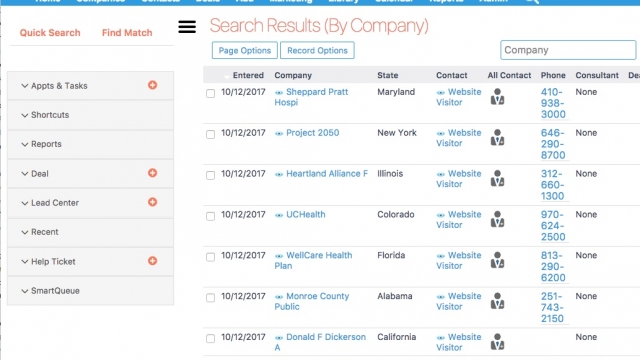 Home Companies Contacts Deals Ads Marketing Library Calendar Reports Admin
Quick Search Find Match
Search Results (By Company)
Page Options Record Options Company
Appts & Tasks
Shortcuts
Reports
Deal
Lead Center
Recent
Help Ticket
SmartQueue
Entered Company State Contact All Contact Phone Consultant
10/12/2017 Sheppard Pratt Maryland Website 410- None
Hospi Visitor 938-
3000
10/12/2017 Project 2050 New York Website 646- None
Visitor 290-
8700
10/12/2017 Heartland Alliance F Illinois Website 312- None
Visitor 660-
1300
10/12/2017 UCHealth Colorado Website 970- None
Visitor 624-
2500
10/12/2017 WellCare Health Florida Website 813- None
Plan Visitor 290-
6200
10/12/2017 Monroe County Alabama Website 251- None
Public Visitor 743-
2150
10/12/2017 Donald F Dickerson California Website None
A Visitor